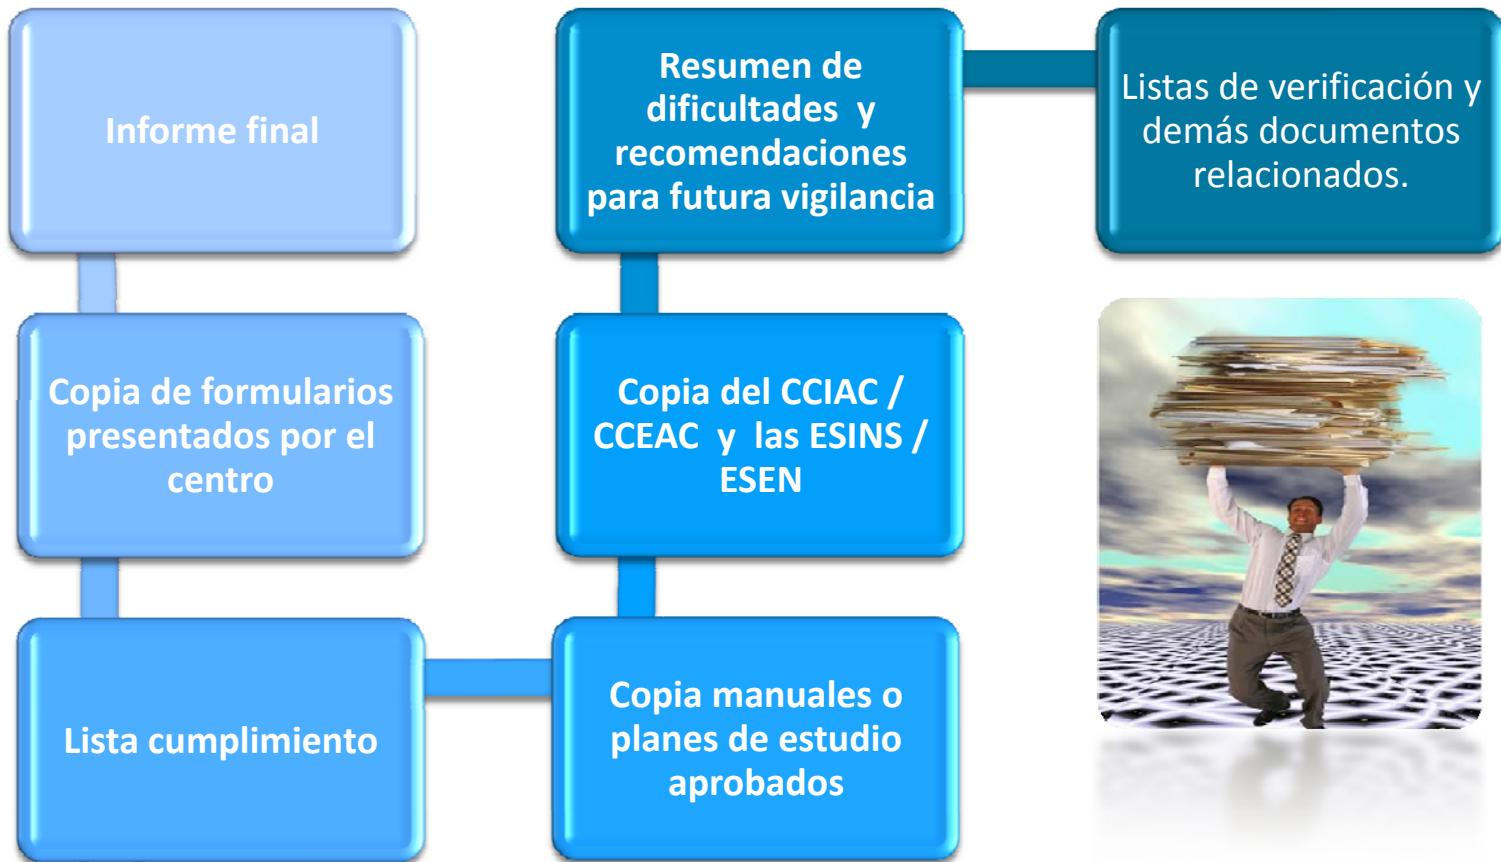 Informe final
Copia de formularios
presentados por el
centro
Lista cumplimiento
Copia manuales o
planes de estudio
aprobados
Copia del CCIAC /
CCEAC y las ESINS /
ESEN
Resumen de
dificultades y
recomendaciones
para futura vigilancia
Listas de verificación y
demás documentos
relacionados.